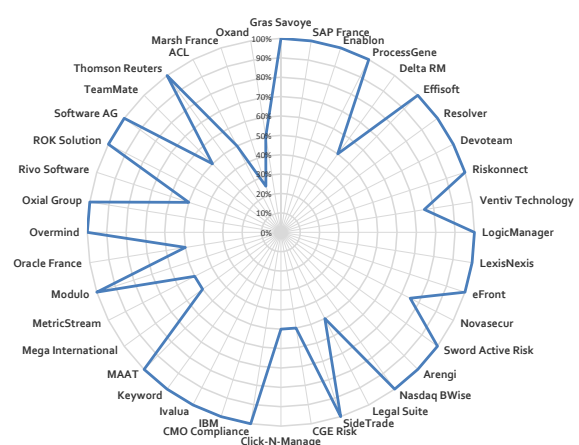 Gras Savoye
SAP France
Enablon
ProcessGene
Delta RM
Effisoft
Resolver
Devoteam
Riskonnect
Ventiv Technology
LogicManager
LexisNexis
eFront
Novasecur
Sword Active Risk
Arengi
Nasdaq BWise
Legal Suite
SideTrade
CGE Risk
Click-N-Manage
CMO Compliance
IBM
Ivalua
Keyword
MAAT
Mega International
MetricStream
Modulo
Oracle France
Overmind
Oxial Group
Rivo Software
ROK Solution
Software AG
TeamMate
Thomson Reuters
ACL
Marsh France
Oxand
100%
90%
80%
70%
60%
50%
40%
30%
20%
10%
0%